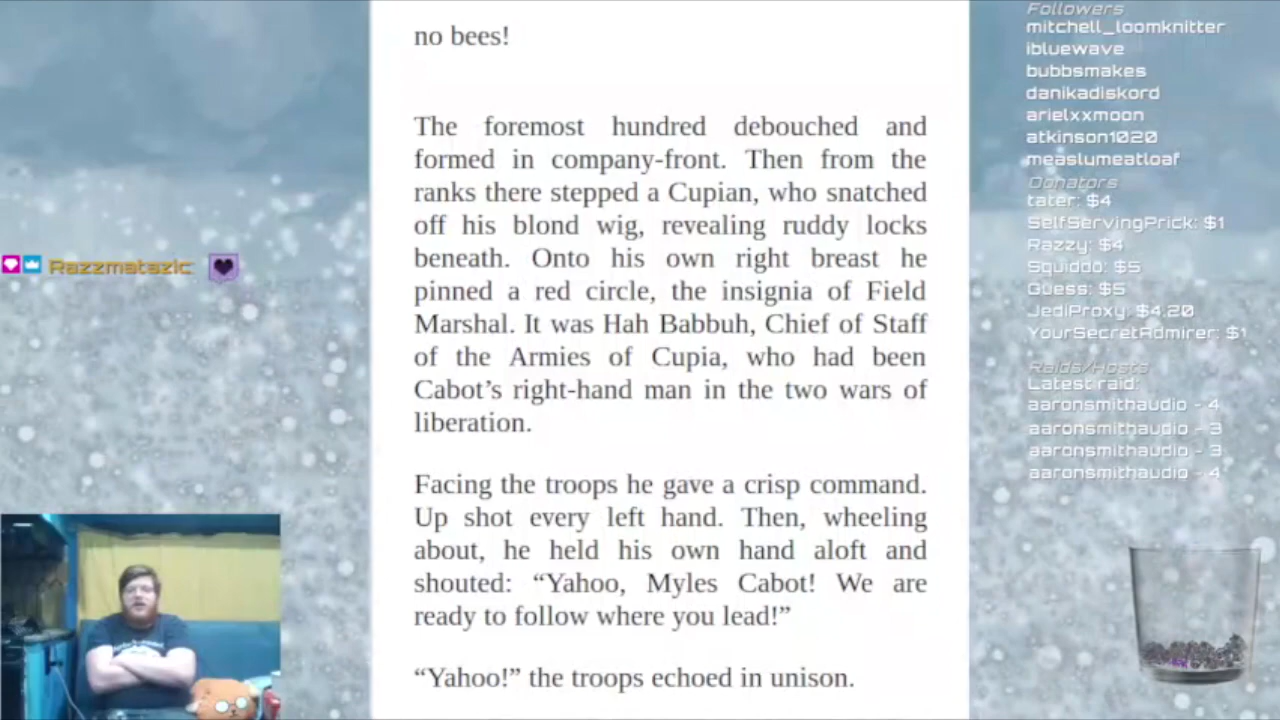 no bees!
The foremost hundred debouched and
formed in company-front. Then from the
ranks there stepped a Cupian, who snatched
off his blond wig, revealing ruddy locks
beneath. Onto his own right breast he
pinned a red circle, the insignia of Field
Marshal. It was Hah Babbuh, Chief of Staff
of the Armies of Cupia, who had been
Cabot’s right-hand man in the two wars of
liberation.
Facing the troops he gave a crisp command.
Up shot every left hand. Then, wheeling
about, he held his own hand aloft and
shouted: “Yahoo, Myles Cabot! We are
ready to follow where you lead!”
“Yahoo!” the troops echoed in unison.
Razzmatazic
Followers
mitchell_loomknitter
ibluewave
bubbsmakes
danikadiskord
arielxxmoon
atkinson1020
measlumeatloaf
Donators
tater: $4
SelfServingPrick: $1
Razzy: $4
Squiddo: $5
Guess: $5
JediProxy: $4.20
YourSecretAdmirer: $1
Raids/Hosts
Latest raid:
aaronsmithaudio - 4
aaronsmithaudio - 3
aaronsmithaudio - 3
aaronsmithaudio - 4